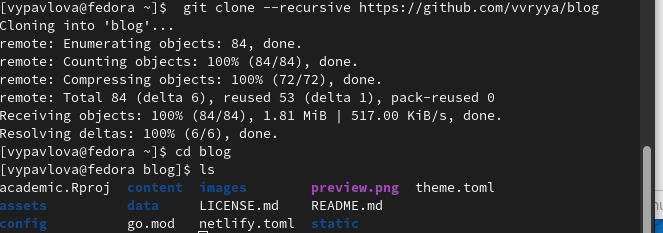 [vypavlova@fedora ~]$  git clone --recursive https://github.com/vvryya/blog
Cloning into 'blog'...
remote: Enumerating objects: 84, done.
remote: Counting objects: 100% (84/84), done.
remote: Compressing objects: 100% (72/72), done.
remote: Total 84 (delta 6), reused 53 (delta 1), pack-reused 0
Receiving objects: 100% (84/84), 1.81 MiB | 517.00 KiB/s, done.
Resolving deltas: 100% (6/6), done.
[vypavlova@fedora ~]$ cd blog
[vypavlova@fedora blog]$ ls
academic.Rproj  content  images       preview.png  theme.toml
assets          data     LICENSE.md   README.md
config          go.mod   netlify.toml  static